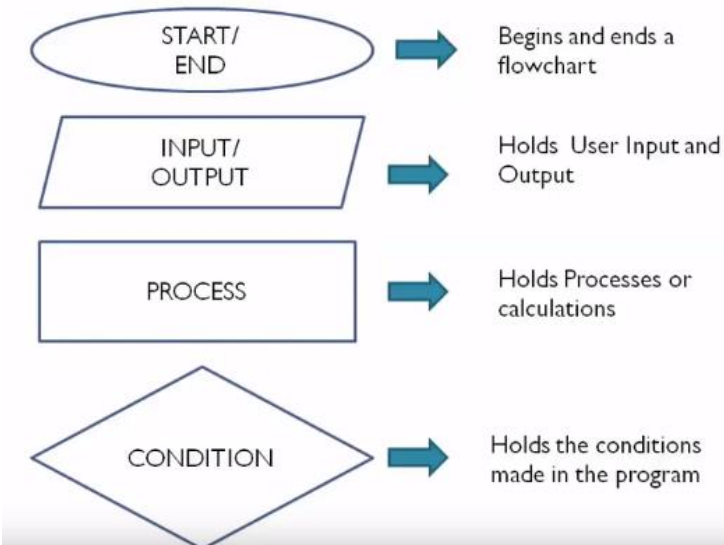 START/
END
Begins and ends a
flowchart
INPUT/
OUTPUT
Holds User Input and
Output
PROCESS
Holds Processes or
calculations
CONDITION
Holds the conditions
made in the program